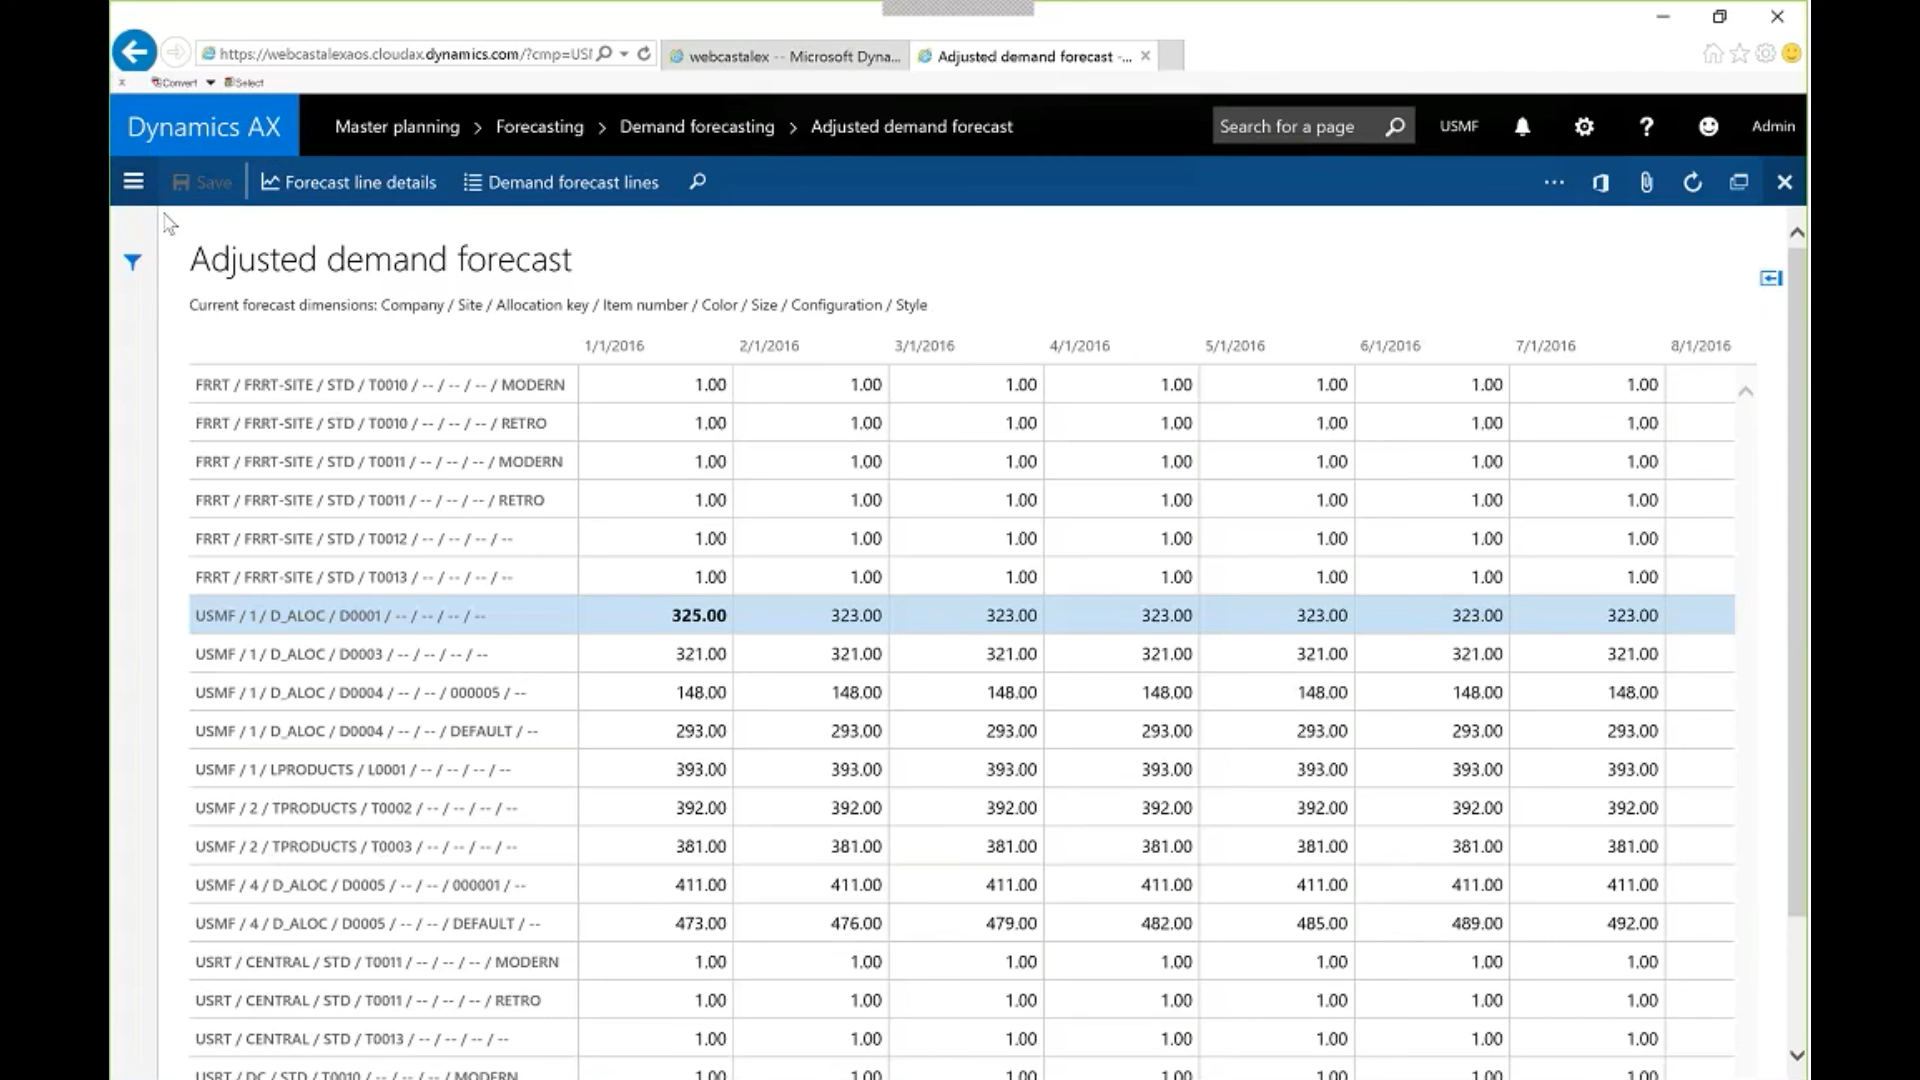 https://webcastalexaos.cloudax.dynamics.com/?cmp=USI
webcastalex -- Microsoft Dyna...
Adjusted demand forecast -...
Convert Select
Dynamics AX
Master planning > Forecasting > Demand forecasting > Adjusted demand forecast
Search for a page
USMF
Admin
Save
Forecast line details
Demand forecast lines
Adjusted demand forecast
Current forecast dimensions: Company / Site / Allocation key / Item number / Color / Size / Configuration / Style
1/1/2016 2/1/2016 3/1/2016 4/1/2016 5/1/2016 6/1/2016 7/1/2016 8/1/2016
FRRT / FRRT-SITE / STD / T0010 / -- / -- / -- / MODERN 1.00 1.00 1.00 1.00 1.00 1.00 1.00
FRRT / FRRT-SITE / STD / T0010 / -- / -- / -- / RETRO 1.00 1.00 1.00 1.00 1.00 1.00 1.00
FRRT / FRRT-SITE / STD / T0011 / -- / -- / -- / MODERN 1.00 1.00 1.00 1.00 1.00 1.00 1.00
FRRT / FRRT-SITE / STD / T0011 / -- / -- / -- / RETRO 1.00 1.00 1.00 1.00 1.00 1.00 1.00
FRRT / FRRT-SITE / STD / T0012 / -- / -- / -- / -- 1.00 1.00 1.00 1.00 1.00 1.00 1.00
FRRT / FRRT-SITE / STD / T0013 / -- / -- / -- / -- 1.00 1.00 1.00 1.00 1.00 1.00 1.00
USMF / 1 / D_ALOC / D0001 / -- / -- / -- / -- 325.00 323.00 323.00 323.00 323.00 323.00 323.00
USMF / 1 / D_ALOC / D0003 / -- / -- / -- / -- 321.00 321.00 321.00 321.00 321.00 321.00 321.00
USMF / 1 / D_ALOC / D0004 / -- / -- / 000005 / -- 148.00 148.00 148.00 148.00 148.00 148.00 148.00
USMF / 1 / D_ALOC / D0004 / -- / -- / DEFAULT / -- 293.00 293.00 293.00 293.00 293.00 293.00 293.00
USMF / 1 / LPRODUCTS / L0001 / -- / -- / -- / -- 393.00 393.00 393.00 393.00 393.00 393.00 393.00
USMF / 2 / TPRODUCTS / T0002 / -- / -- / -- / -- 392.00 392.00 392.00 392.00 392.00 392.00 392.00
USMF / 2 / TPRODUCTS / T0003 / -- / -- / -- / -- 381.00 381.00 381.00 381.00 381.00 381.00 381.00
USMF / 4 / D_ALOC / D0005 / -- / -- / 000001 / -- 411.00 411.00 411.00 411.00 411.00 411.00 411.00
USMF / 4 / D_ALOC / D0005 / -- / -- / DEFAULT / -- 473.00 476.00 479.00 482.00 485.00 489.00 492.00
USRT / CENTRAL / STD / T0011 / -- / -- / -- / MODERN 1.00 1.00 1.00 1.00 1.00 1.00 1.00
USRT / CENTRAL / STD / T0011 / -- / -- / -- / RETRO 1.00 1.00 1.00 1.00 1.00 1.00 1.00
USRT / CENTRAL / STD / T0013 / -- / -- / -- / -- 1.00 1.00 1.00 1.00 1.00 1.00 1.00
USRT / DC / STD / T0010 / -- / -- / -- / MODERN 1.00 1.00 1.00 1.00 1.00 1.00 1.00